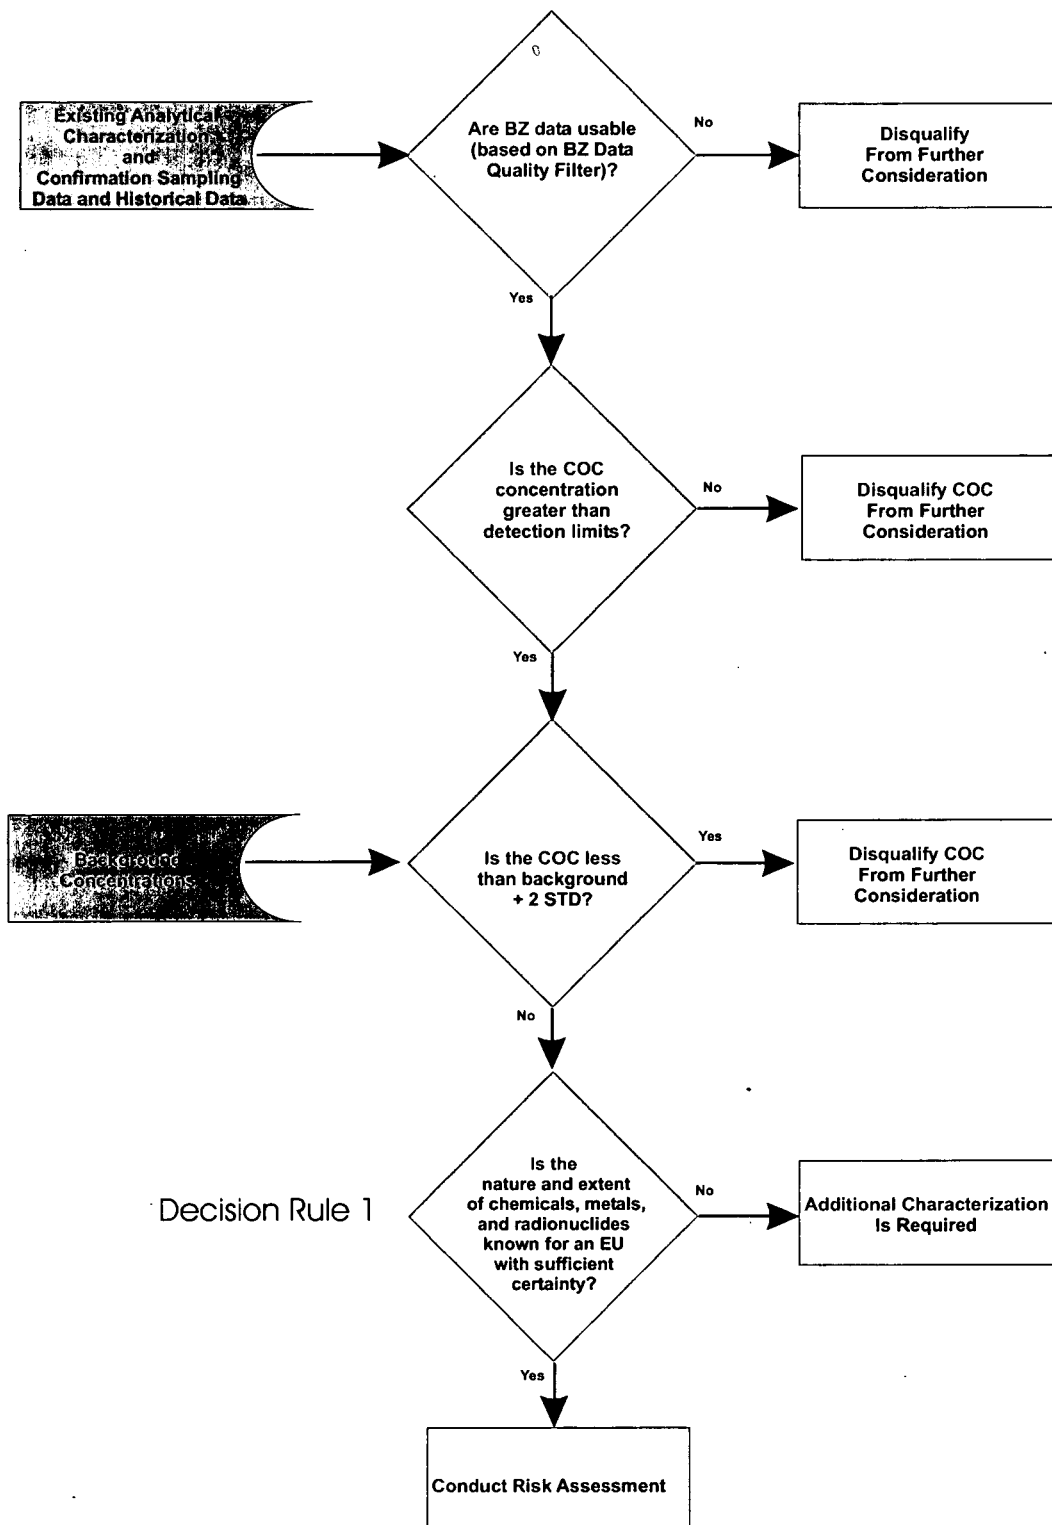 Existing Analytical
Characterization
and
Confirmation Sampling
Data and Historical Data
Are BZ data usable
(based on BZ Data
Quality Filter)?
No
Disqualify
From Further
Consideration
Yes
Is the COC
concentration
greater than
detection limits?
No
Disqualify COC
From Further
Consideration
Yes
Background
Concentrations
Is the COC less
than background
+ 2 STD?
Yes
Disqualify COC
From Further
Consideration
No
Decision Rule 1
Is the
nature and extent
of chemicals, metals,
and radionuclides
known for an EU
with sufficient
certainty?
No
Additional Characterization
Is Required
Yes
Conduct Risk Assessment